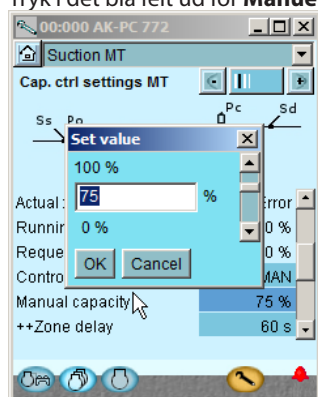 Tryk i det blå felt ud for Manue
00:000 AK-PC 772
Suction MT
Cap. ctrl settings MT
Pc Sd
Ss Po
Set value
100 %
75 %
0 %
OK Cancel
Actual
rror
Runnin
0 %
Reque
0 %
Contro
MAN
Manual capacity 75 %
++Zone delay 60 s